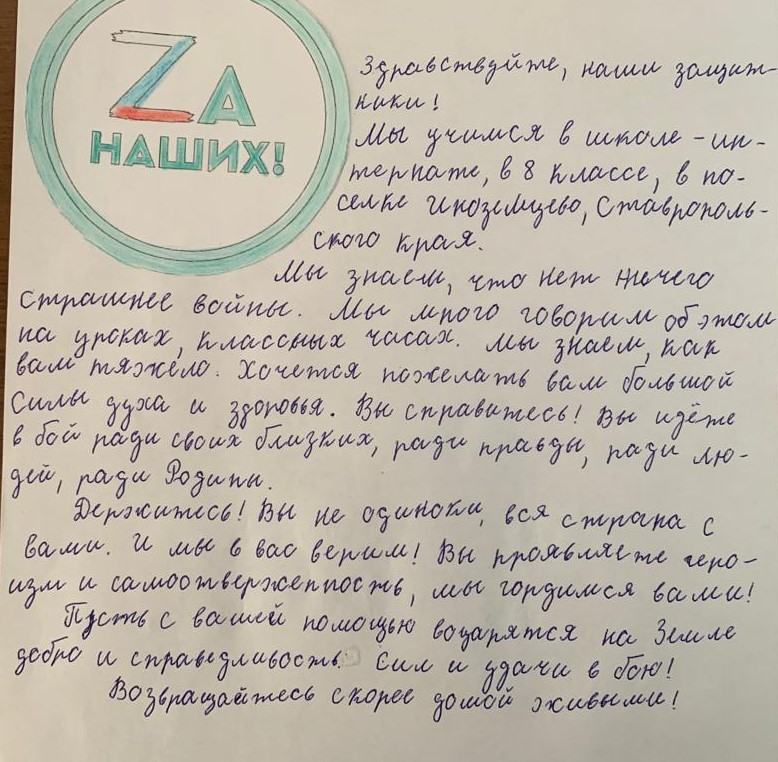 Zа
НАШИХ!
Здравствуйте, наши защит-
ники!
Мы учимся в школе-ин-
тернате, в 8 классе, в по-
селке Иноземцево, Ставрополь-
ского края.
Мы знаем, что нет ничего
страшнее войны. Мы много говорим об этом
на уроках, классных часах. Мы знаем, как
вам тяжело. Хочется пожелать вам большой
силы духа и здоровья. Вы справитесь! Вы идёте
в бой ради своих близких, ради правды, ради лю-
дей, ради Родины.
Держитесь! Вы не одиноки, вся страна с
вами. И мы в вас верим! Вы проявляете геро-
изм и самоотверженность, мы гордимся вами!
Пусть с вашей помощью воцарятся на Земле
добро и справедливость. Сил и удачи в бою!
Возвращайтесь скорее домой живыми!